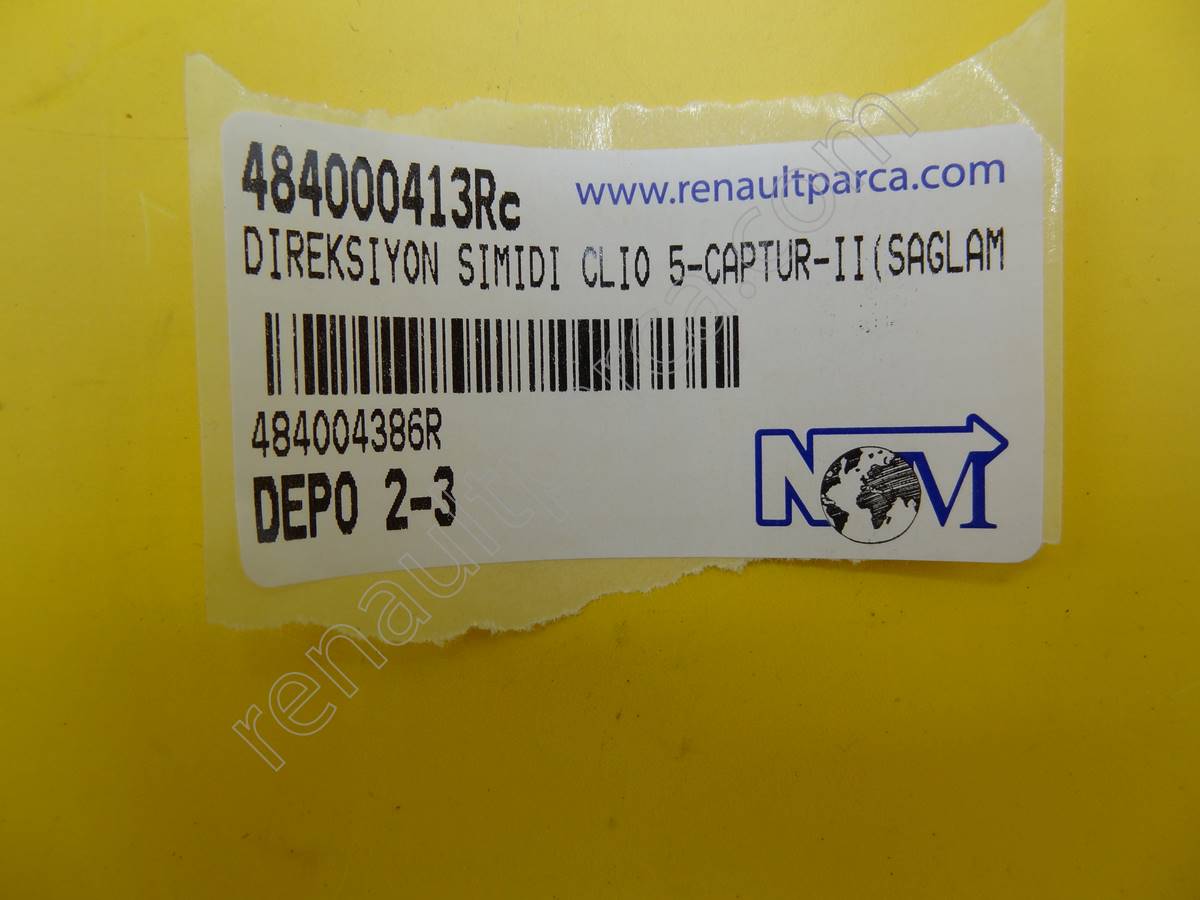 484000413Rc
www.renaultparca.com
DIREKSIYON SIMIDI CLIO 5-CAPTUR-II(SAGLAM
484004386R
DEPO 2-3
NM
renaultparca.com